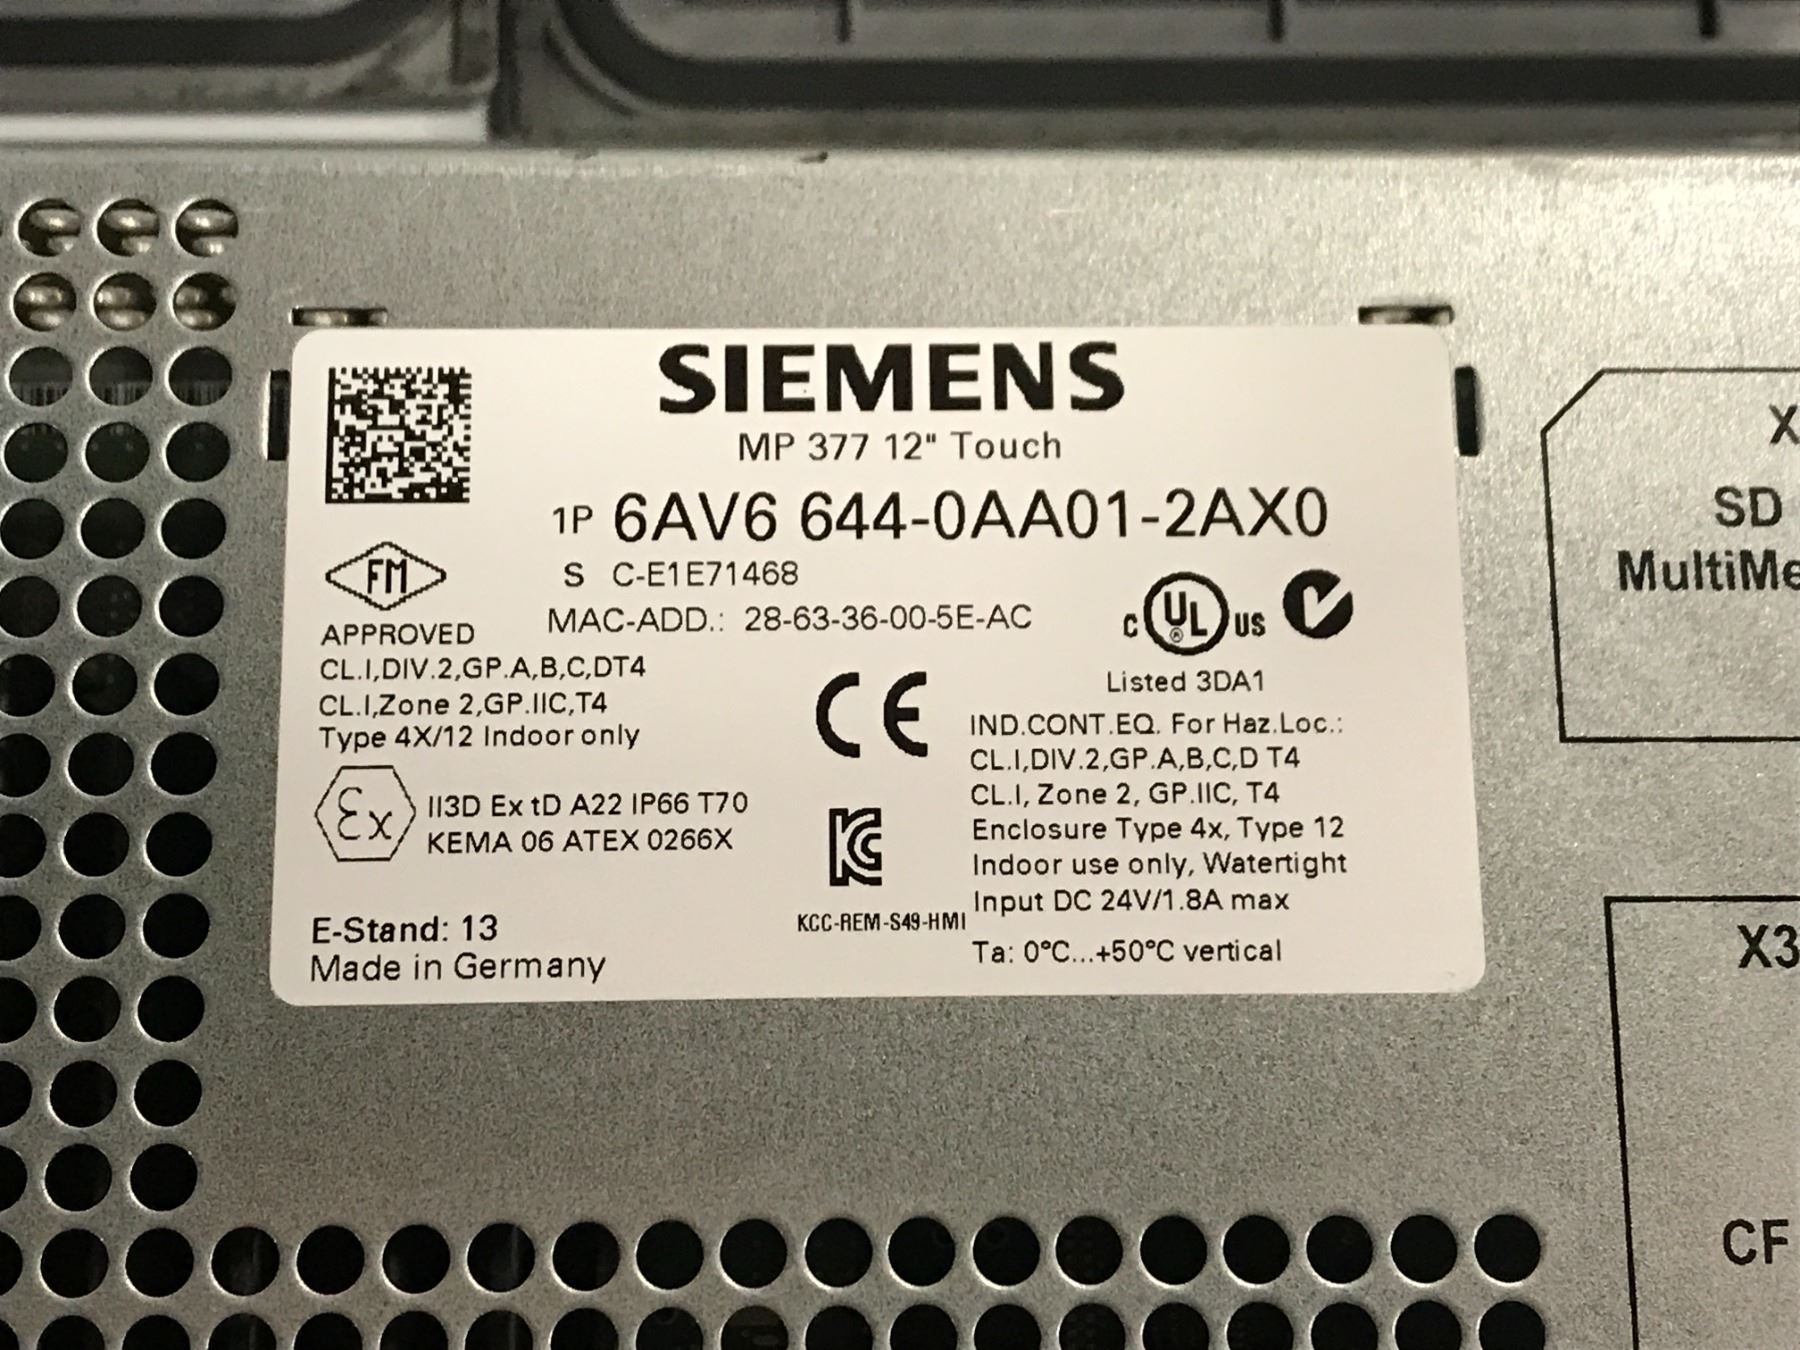 SIEMENS
MP 377 12" Touch
1P 6AV6 644-0AA01-2AX0
S C-E1E71468
MAC-ADD.: 28-63-36-00-5E-AC
FM
APPROVED
CL.I,DIV.2,GP.A,B,C,DT4
CL.I,Zone 2,GP.IIC,T4
Type 4X/12 Indoor only
Ex
II3D Ex tD A22 IP66 T70
KEMA 06 ATEX 0266X
E-Stand: 13
Made in Germany
CE
KCC-REM-S49-HMI
C UL ® US
Listed 3DA1
IND.CONT.EQ. For Haz.Loc.:
CL.I,DIV.2,GP.A,B,C,D T4
CL.I, Zone 2, GP.IIC, T4
Enclosure Type 4x, Type 12
Indoor use only, Watertight
Input DC 24V/1.8A max
Ta: 0°C...+50°C vertical
X
SD
MultiMe
X3
CF